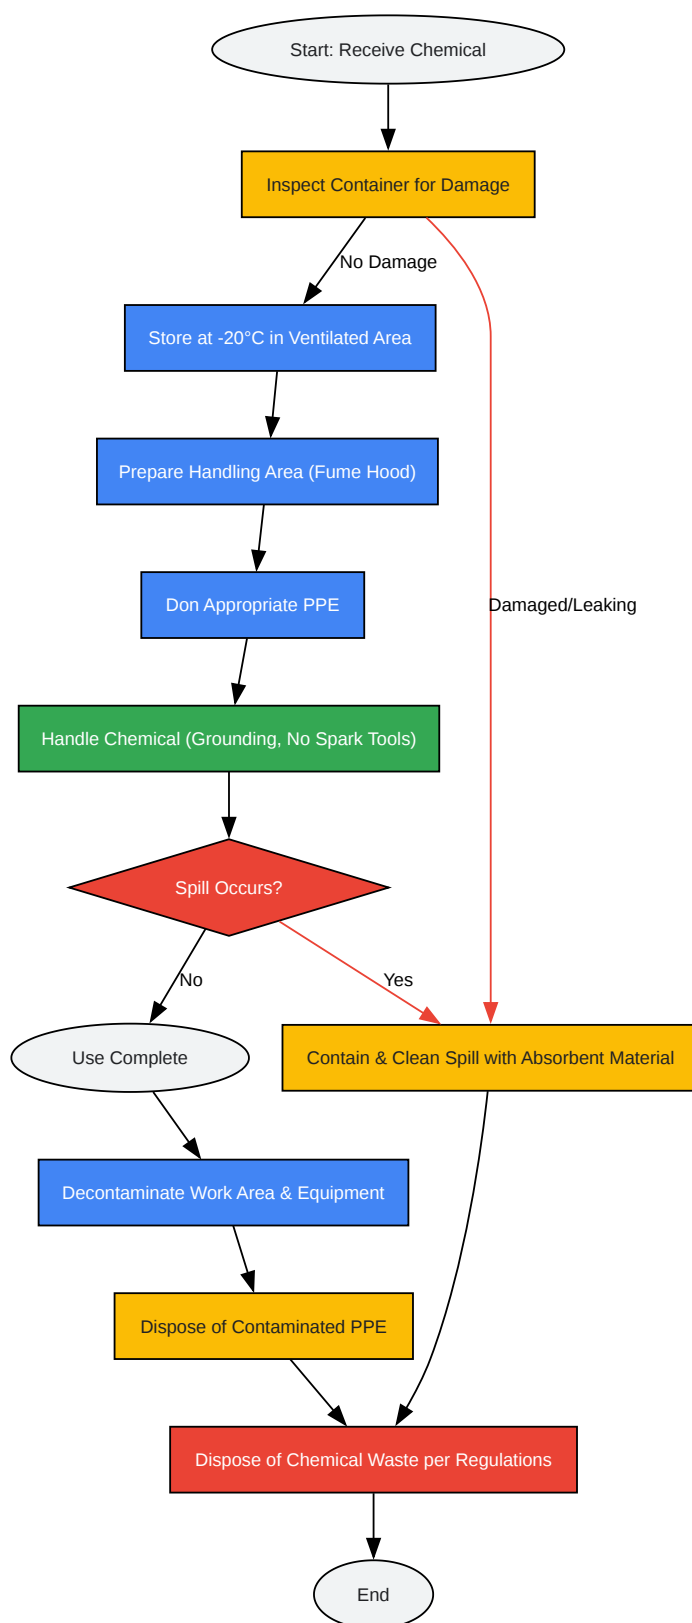 Start: Receive Chemical
Inspect Container for Damage
No Damage
Store at -20°C in Ventilated Area
Prepare Handling Area (Fume Hood)
Don Appropriate PPE
Damaged/Leaking
Handle Chemical (Grounding, No Spark Tools)
Spill Occurs?
No
Yes
Use Complete
Contain & Clean Spill with Absorbent Material
Decontaminate Work Area & Equipment
Dispose of Contaminated PPE
Dispose of Chemical Waste per Regulations
End